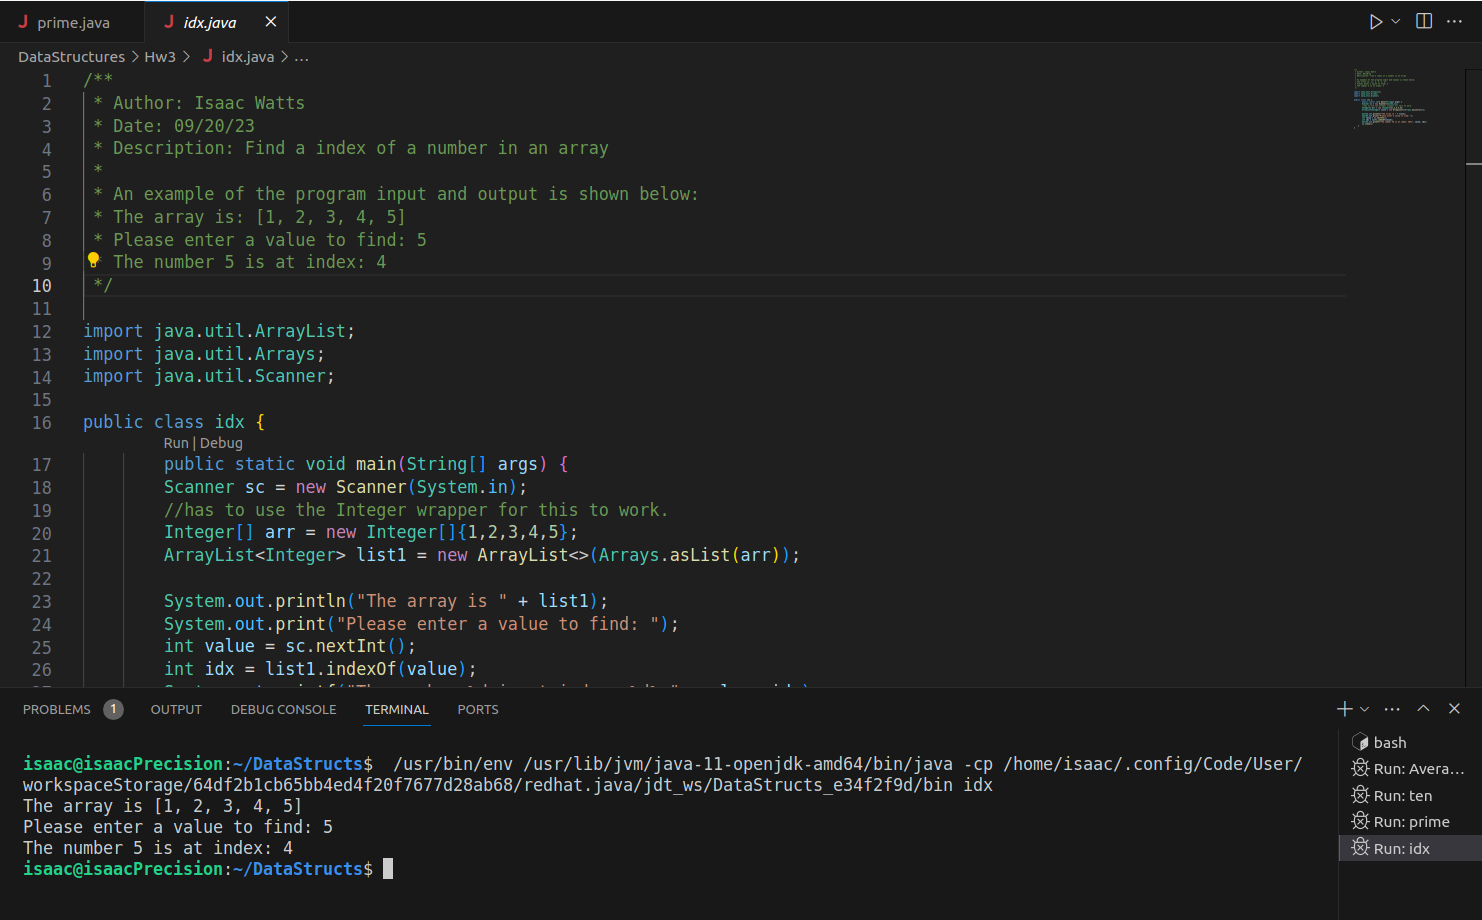 prime.java
idx.java
DataStructures > Hw3 > idx.java > ...
1 /**
2 * Author: Isaac Watts
3 * Date: 09/20/23
4 * Description: Find a index of a number in an array
5 *
6 * An example of the program input and output is shown below:
7 * The array is: [1, 2, 3, 4, 5]
8 * Please enter a value to find: 5
9 The number 5 is at index: 4
10 */
11
12 import java.util.ArrayList;
13 import java.util.Arrays;
14 import java.util.Scanner;
15
16 public class idx {
Run | Debug
17 public static void main(String[] args) {
18 Scanner sc = new Scanner(System.in);
19 //has to use the Integer wrapper for this to work.
20 Integer[] arr = new Integer[]{1,2,3,4,5};
21 ArrayList<Integer> list1 = new ArrayList<>(Arrays.asList(arr));
22
23 System.out.println("The array is " + list1);
24 System.out.print("Please enter a value to find: ");
25 int value = sc.nextInt();
26 int idx = list1.indexOf(value);
PROBLEMS 1 OUTPUT DEBUG CONSOLE TERMINAL PORTS
isaac@isaacPrecision:~/DataStructs$ /usr/bin/env /usr/lib/jvm/java-11-openjdk-amd64/bin/java -cp /home/isaac/.config/Code/User/
workspaceStorage/64df2b1cb65bb4ed4f20f7677d28ab68/redhat.java/jdt_ws/DataStructs_e34f2f9d/bin idx
The array is [1, 2, 3, 4, 5]
Please enter a value to find: 5
The number 5 is at index: 4
isaac@isaacPrecision:~/DataStructs$
bash
Run: Avera...
Run: ten
Run: prime
Run: idx